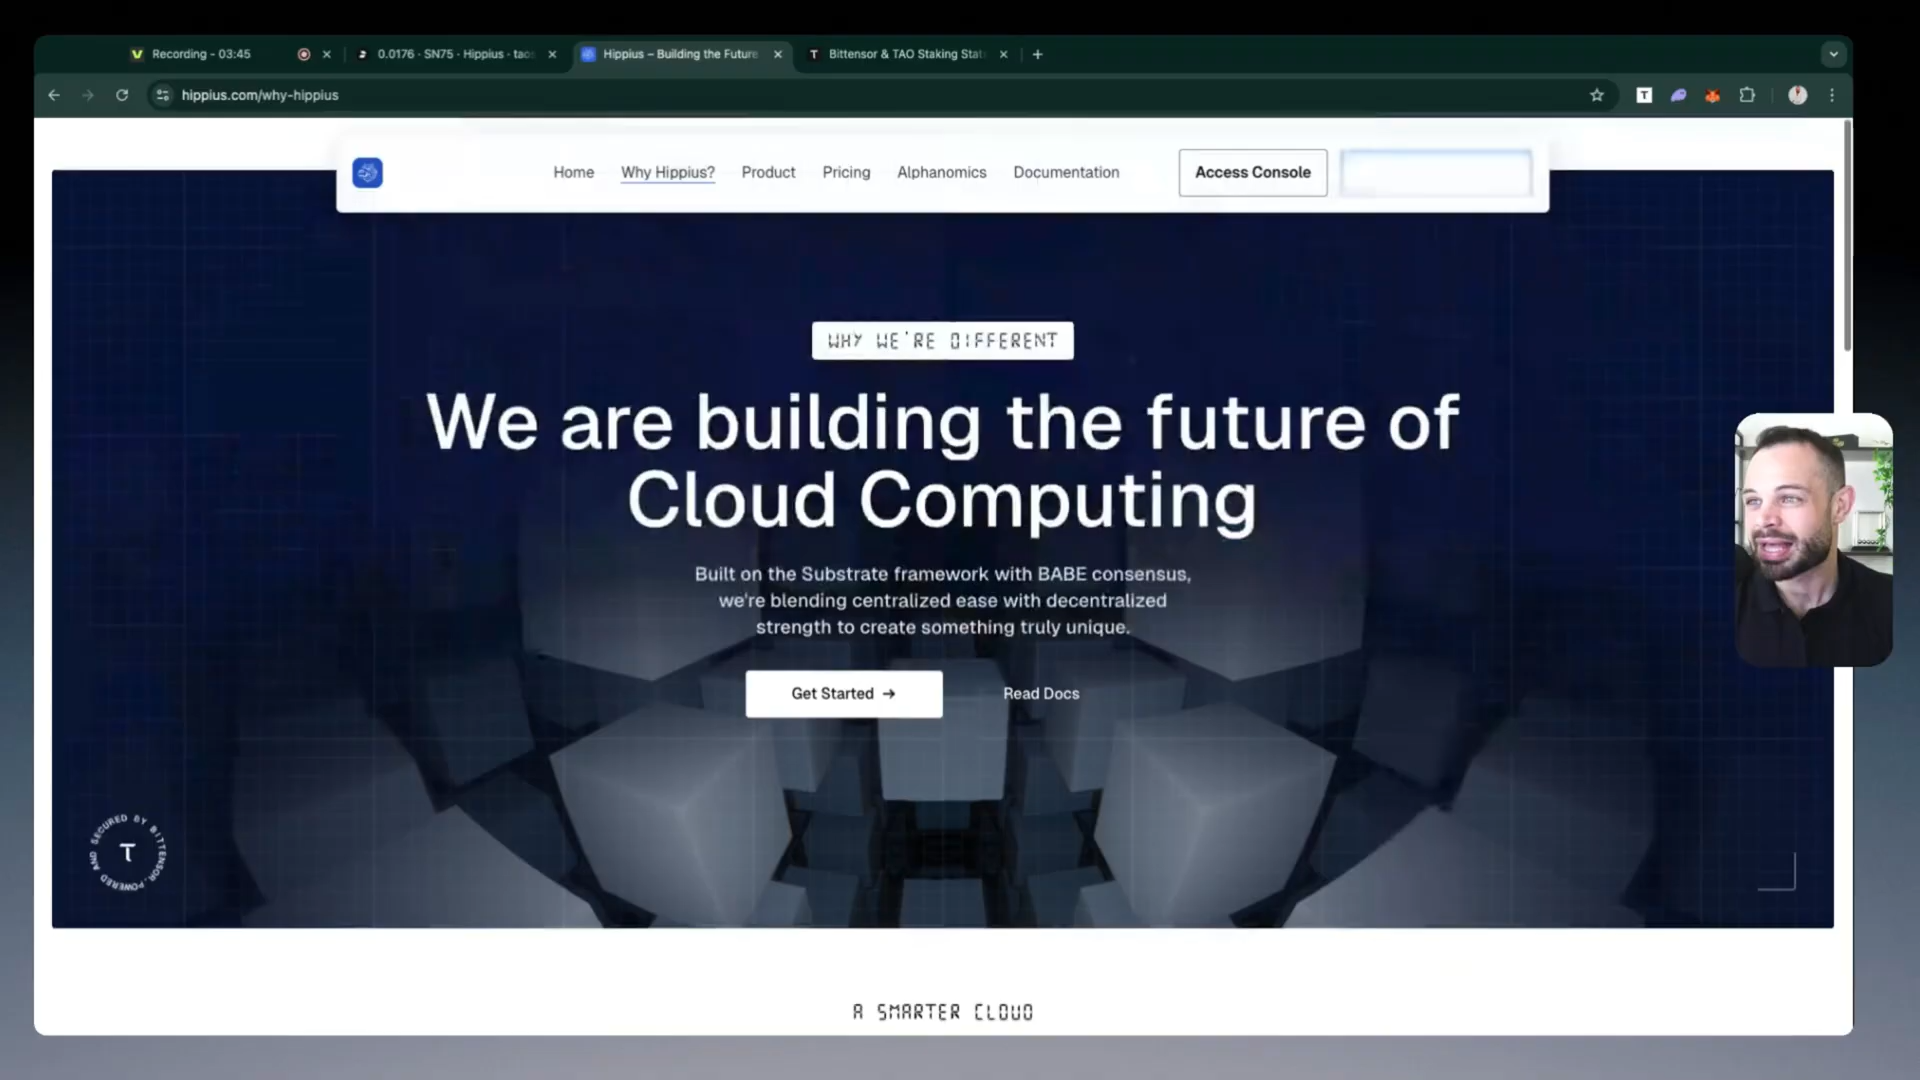 Recording - 03:45
0.0176 · SN75 · Hippius · tao
Hippius – Building the Future
Bittensor & TAO Staking Stat
hippius.com/why-hippius
Home
Why Hippius?
Product
Pricing
Alphanomics
Documentation
Access Console
WHY WE'RE DIFFERENT
We are building the future of
Cloud Computing
Built on the Substrate framework with BABE consensus,
we're blending centralized ease with decentralized
strength to create something truly unique.
Get Started →
Read Docs
POWERED AND SECURED BY BITTENSOR.
A SMARTER CLOUD